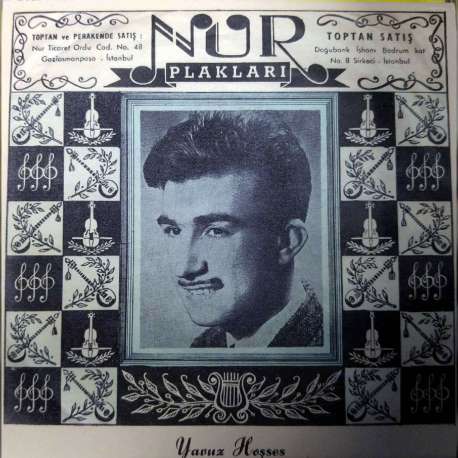 NUR
PLAKLARI
TOPTAN ve PERAKENDE SATIŞ :
Nur Ticaret Ordu Cad. No. 48
Gaziosmanpaşa - İstanbul
TOPTAN SATIŞ
Doğubank İşhanı Bodrum kat
No. 8 Sirkeci - İstanbul
Yavuz Hoşses